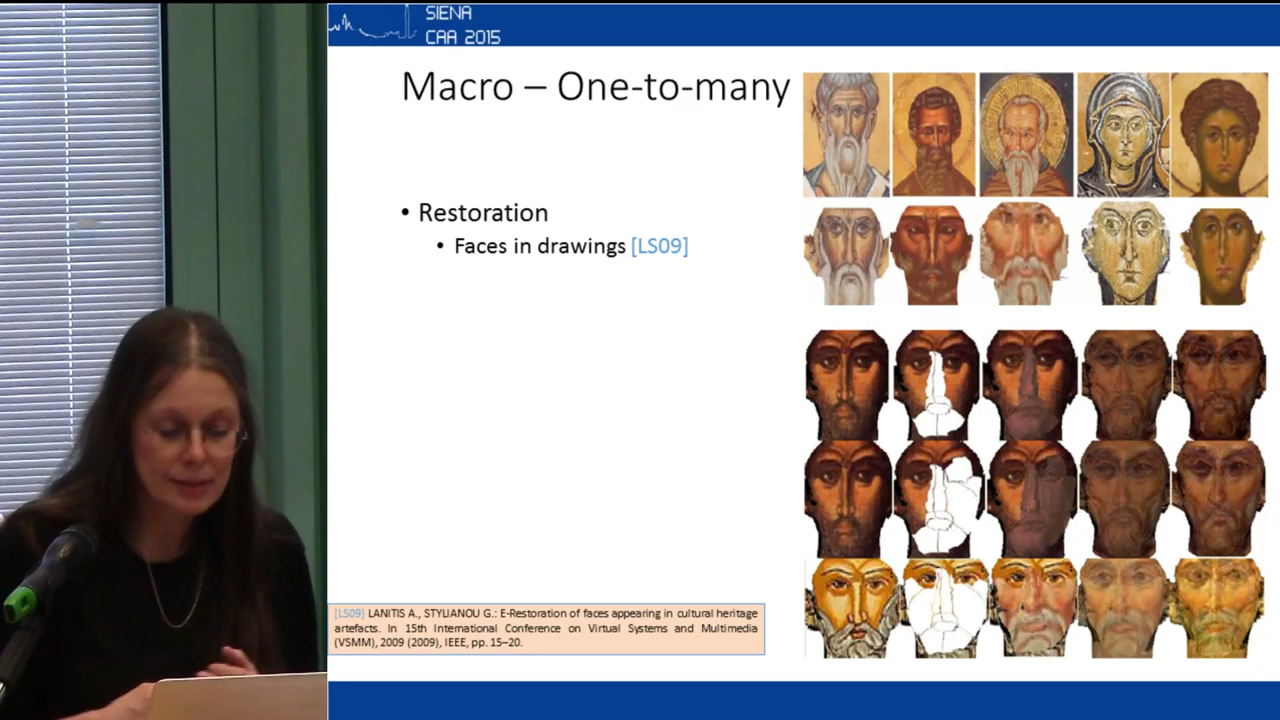 SIENA
CAA 2015
Macro – One-to-many
• Restoration
• Faces in drawings [LS09]
[LS09] LANITIS A., STYLIANOU G.: E-Restoration of faces appearing in cultural heritage
artefacts. In 15th International Conference on Virtual Systems and Multimedia
(VSMM), 2009 (2009), IEEE, pp. 15–20.